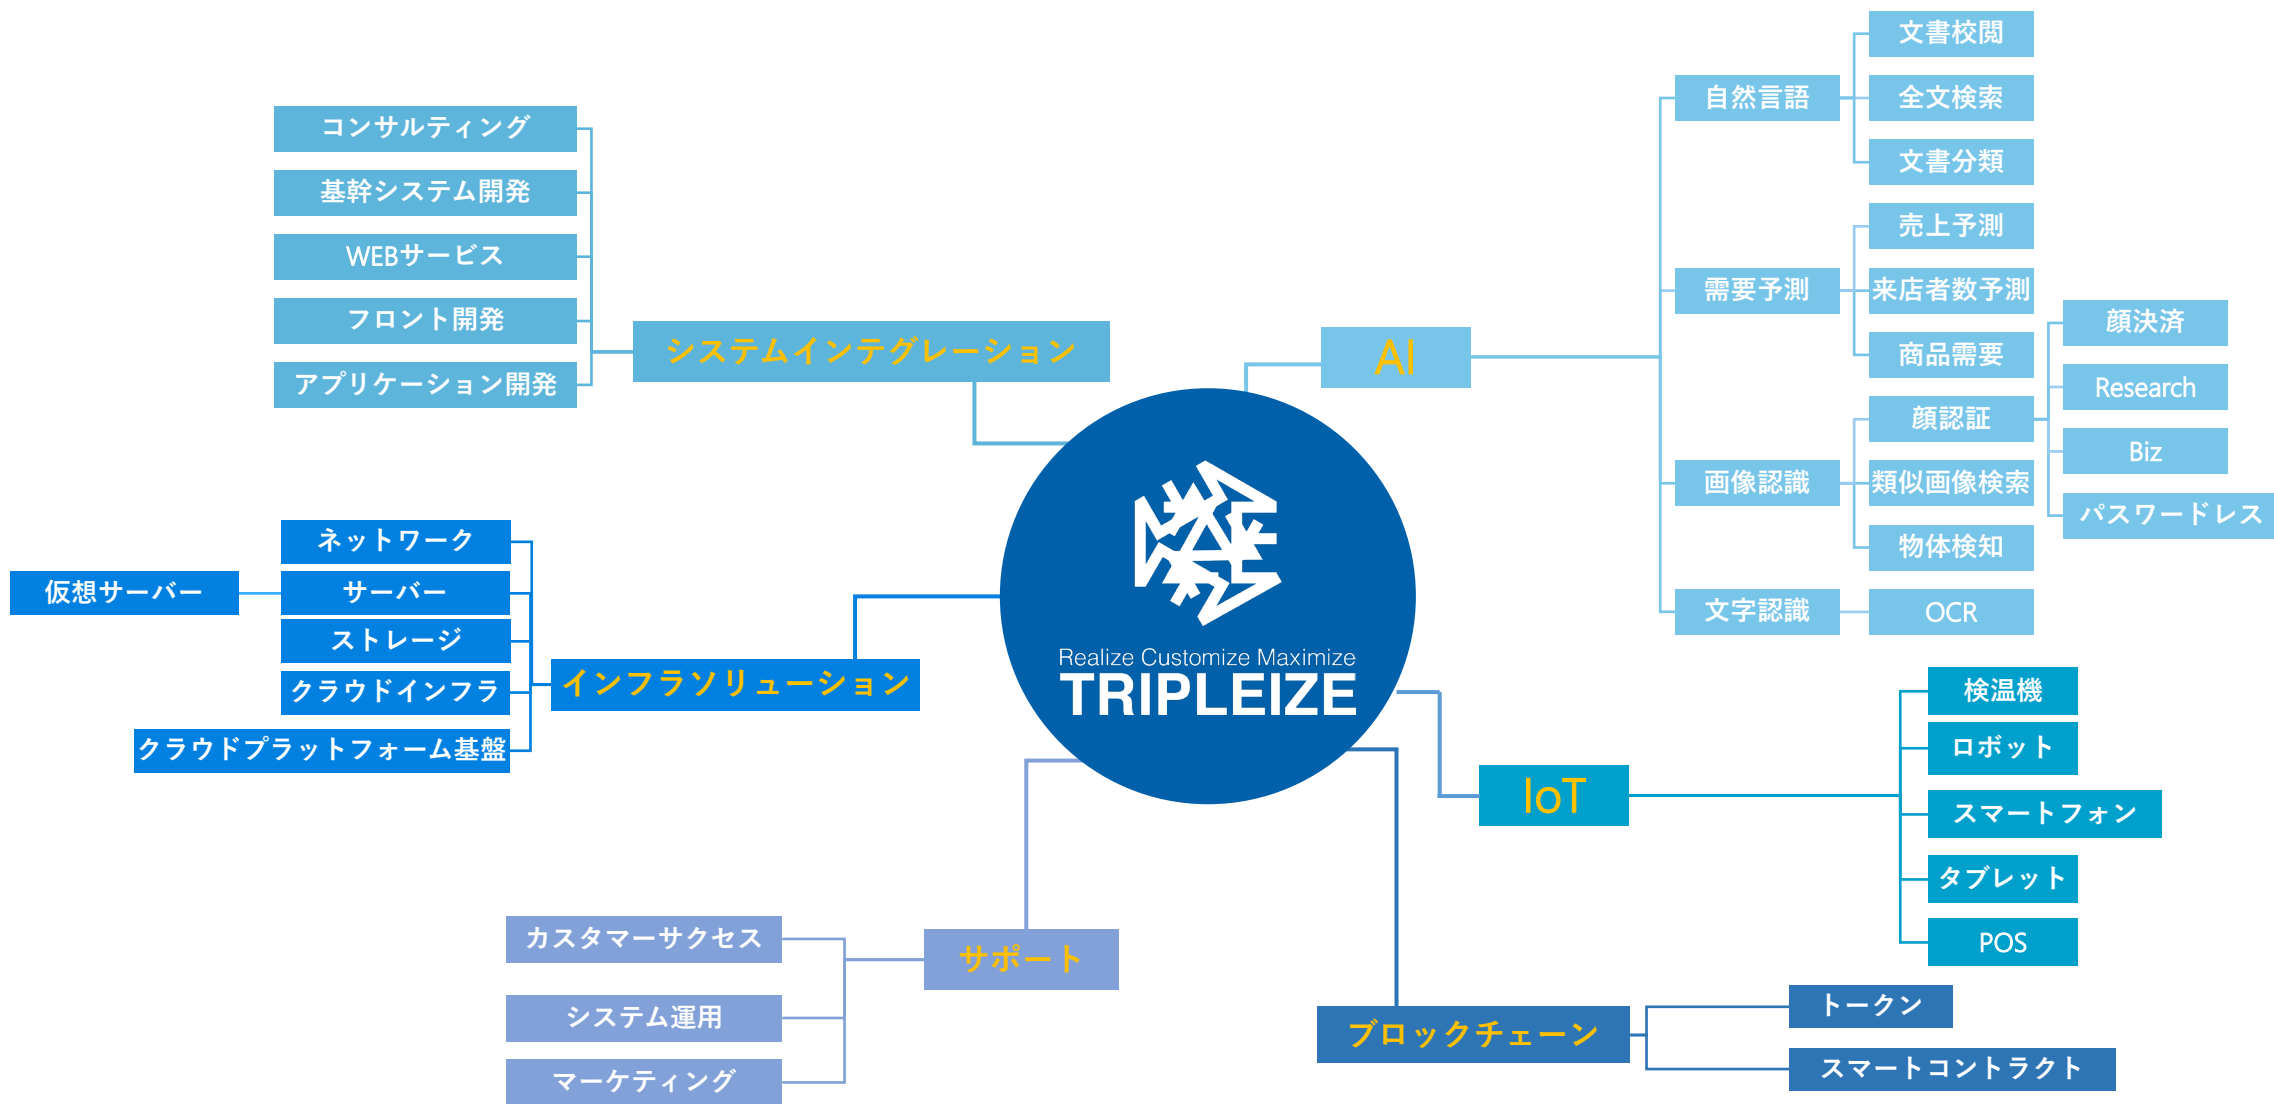 コンサルティング
基幹システム開発
WEBサービス
フロント開発
アプリケーション開発
システムインテグレーション
ネットワーク
仮想サーバー
サーバー
ストレージ
クラウドインフラ
クラウドプラットフォーム基盤
インフラソリューション
カスタマーサクセス
システム運用
マーケティング
サポート
Realize Customize Maximize
TRIPLEIZE
AI
自然言語
文書校閲
全文検索
文書分類
需要予測
売上予測
来店者数予測
商品需要
画像認識
顔認証
類似画像検索
物体検知
顔決済
Research
Biz
パスワードレス
文字認識
OCR
IoT
検温機
ロボット
スマートフォン
タブレット
POS
ブロックチェーン
トークン
スマートコントラクト